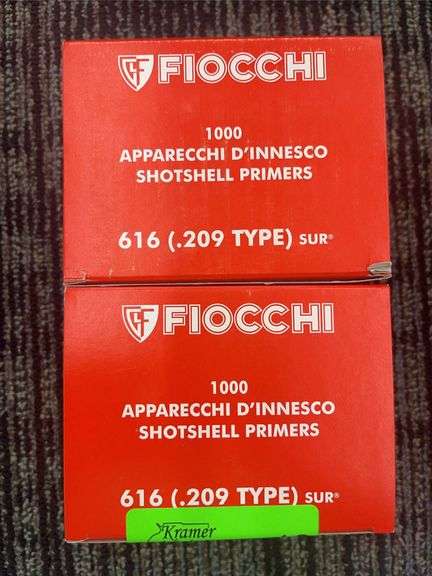 FIOCCHI
1000
APPARECCHI D'INNESCO
SHOTSHELL PRIMERS
616 (.209 TYPE) SUR®
FIOCCHI
1000
APPARECCHI D'INNESCO
SHOTSHELL PRIMERS
616 (.209 TYPE) SUR®
Kramer